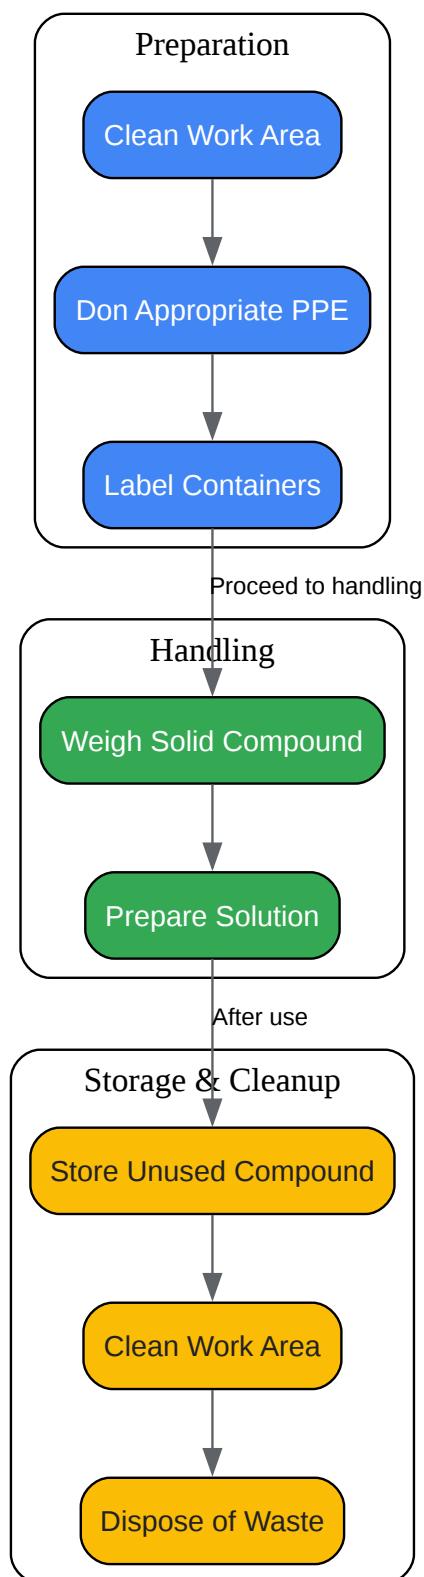 Preparation
Clean Work Area
Don Appropriate PPE
Label Containers
Proceed to handling
Handling
Weigh Solid Compound
Prepare Solution
After use
Storage & Cleanup
Store Unused Compound
Clean Work Area
Dispose of Waste